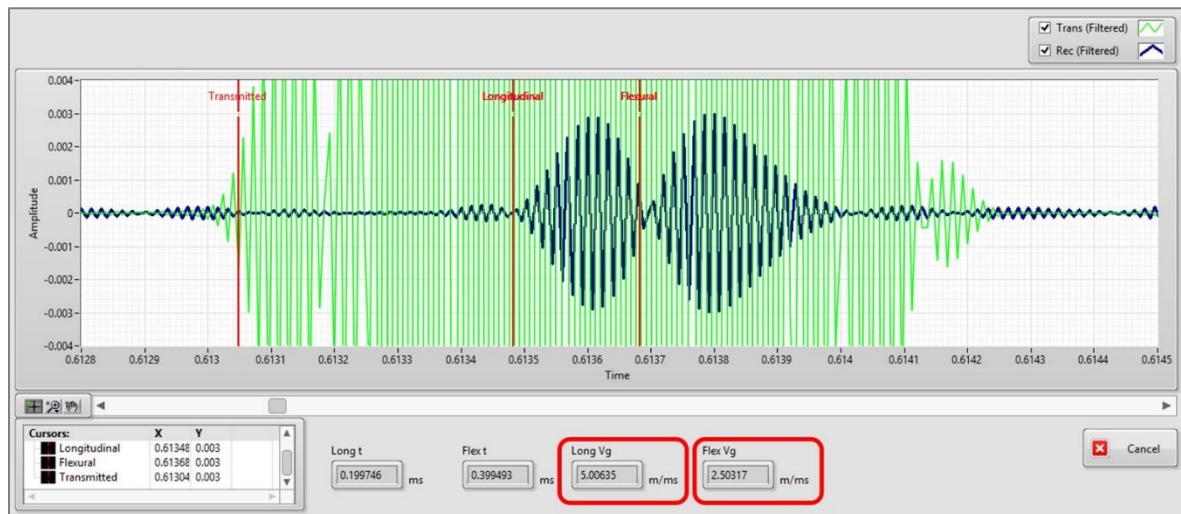 Trans (Filtered)
Rec (Filtered)
Amplitude
0.004
0.003
0.002
0.001
0
-0.001
-0.002
-0.003
-0.004
Transmitted
Longitudinal
Flexural
0.6128 0.6129 0.613 0.6131 0.6132 0.6133 0.6134 0.6135 0.6136 0.6137 0.6138 0.6139 0.614 0.6141 0.6142 0.6143 0.6144 0.6145
Time
Cursors: X Y
Longitudinal 0.61348 0.003
Flexural 0.61368 0.003
Transmitted 0.61304 0.003
Long t
0.199746 ms
Flex t
0.399493 ms
Long Vg
5.00635 m/ms
Flex Vg
2.50317 m/ms
Cancel